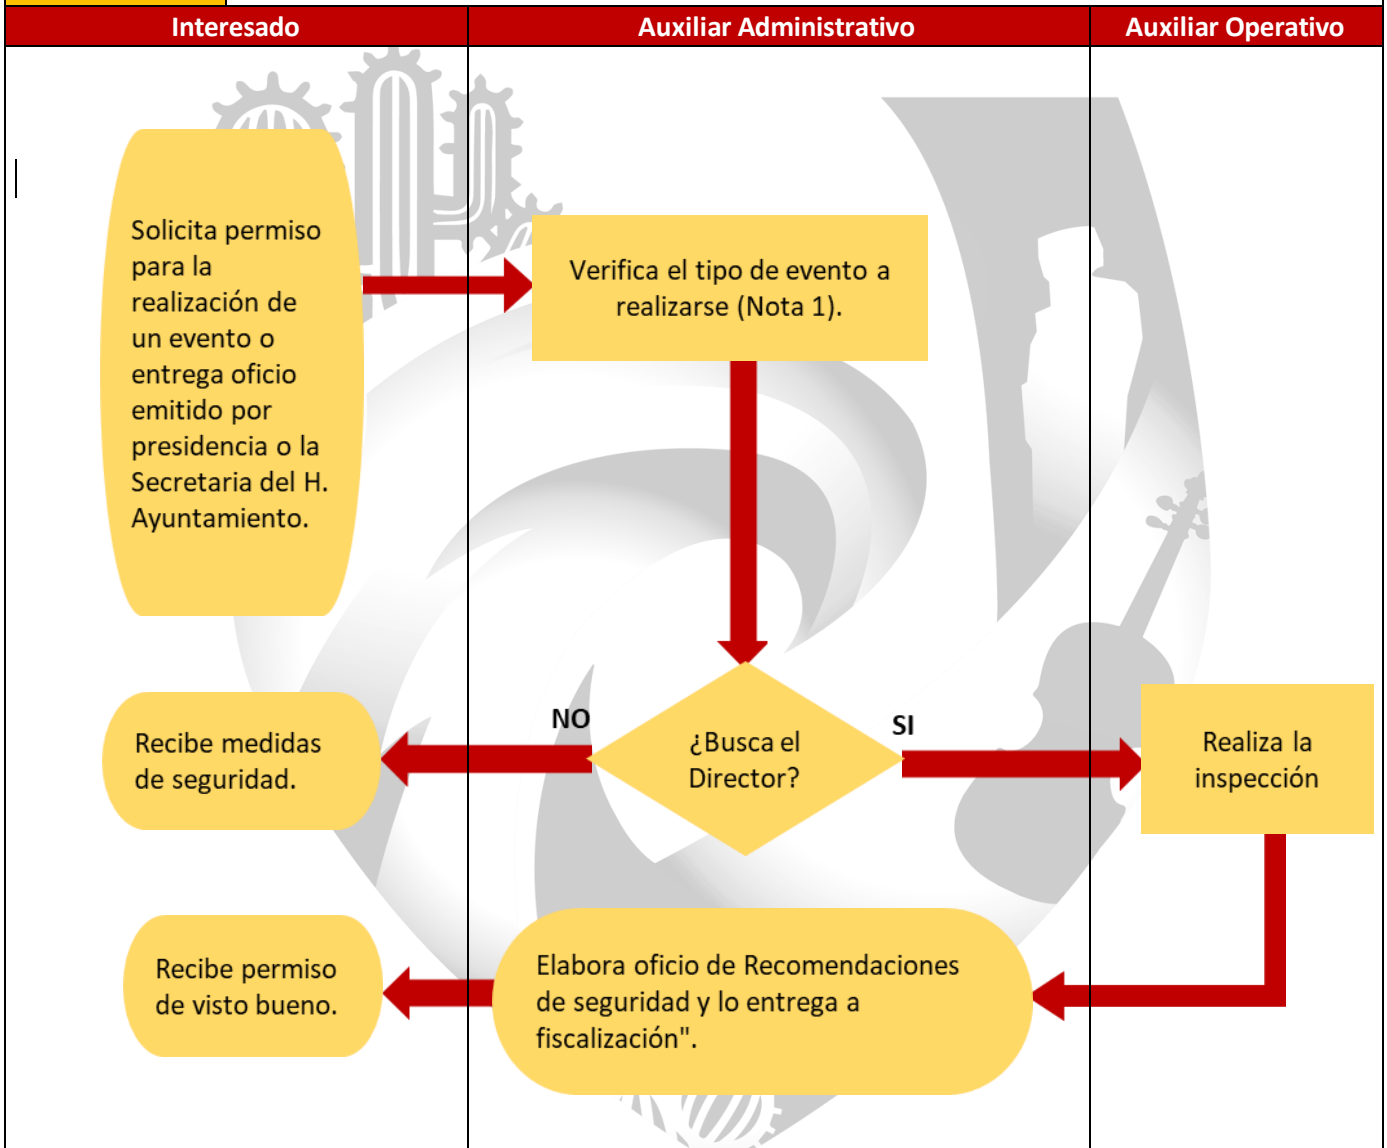 Interesado
Auxiliar Administrativo
Auxiliar Operativo
Solicita permiso
para la
realización de
un evento o
entrega oficio
emitido por
presidencia o la
Secretaria del H.
Ayuntamiento.
Verifica el tipo de evento a
realizarse (Nota 1).
NO
¿Busca el
Director?
SI
Recibe medidas
de seguridad.
Realiza la
inspección
Elabora oficio de Recomendaciones
de seguridad y lo entrega a
fiscalización".
Recibe permiso
de visto bueno.